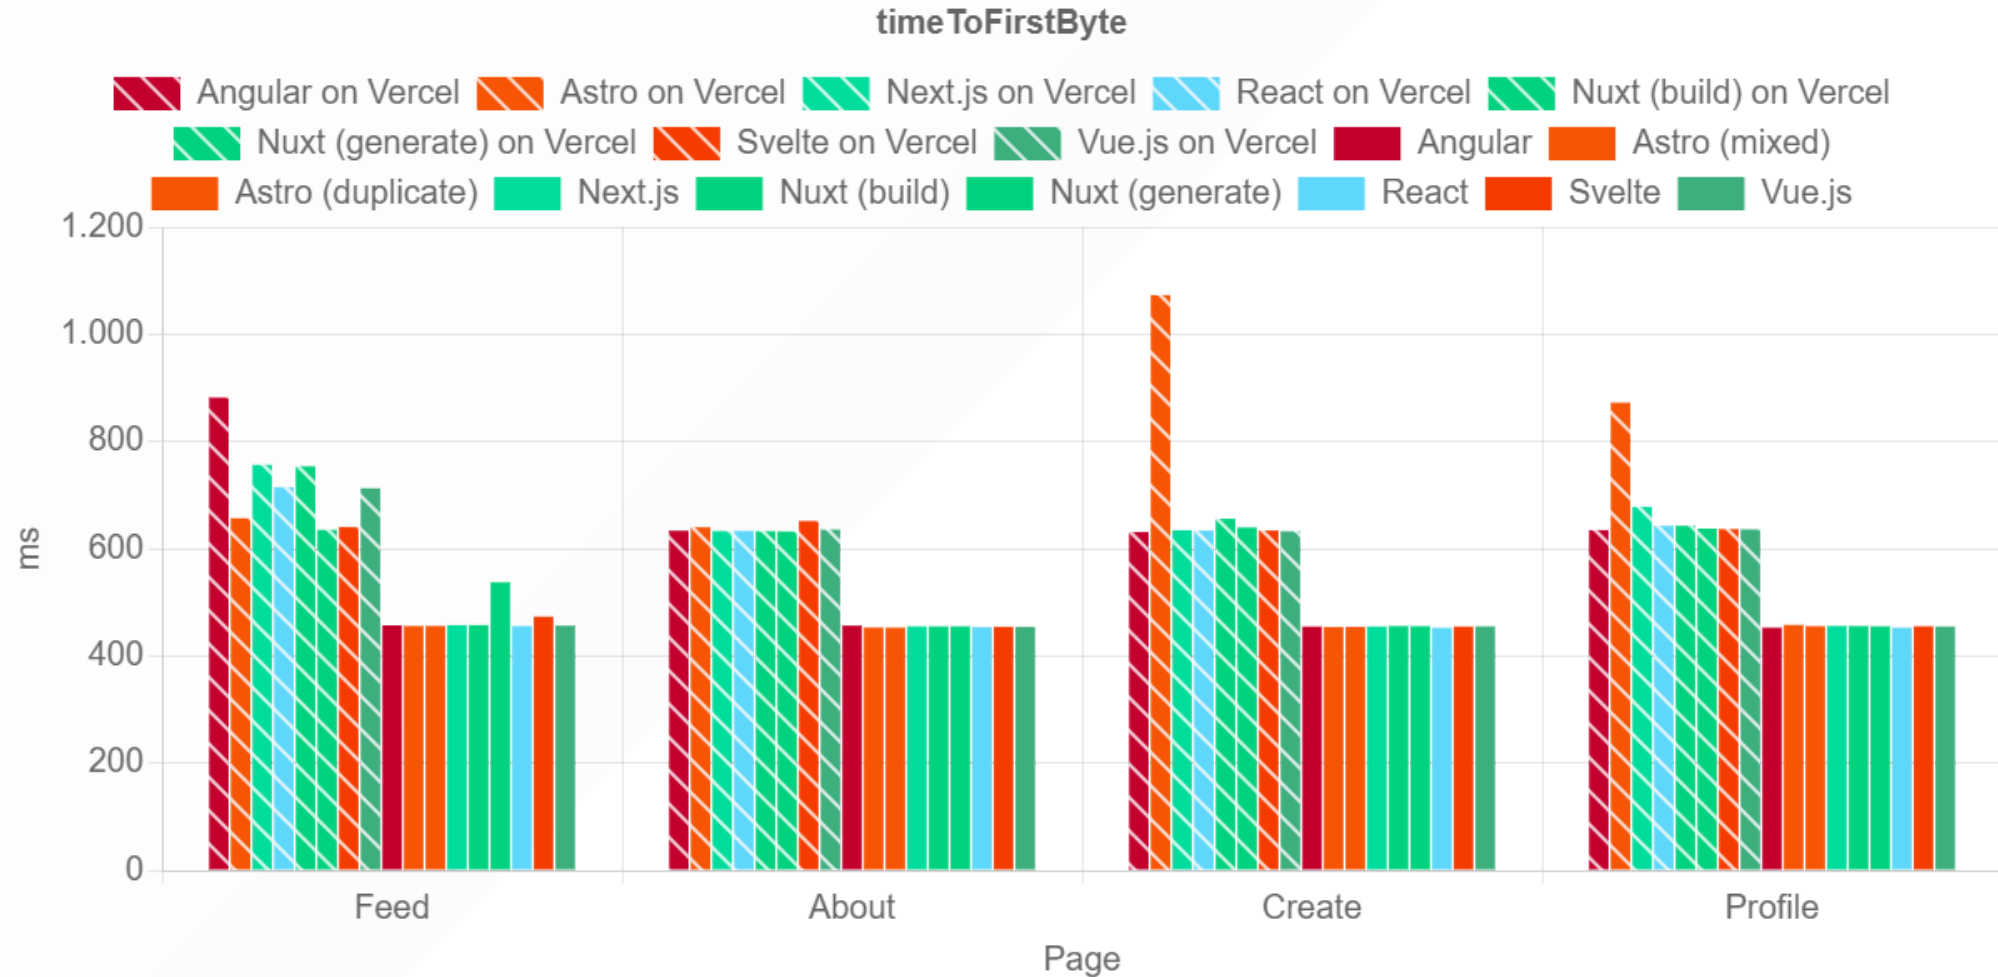 timeToFirstByte
Angular on Vercel Astro on Vercel Next.js on Vercel React on Vercel Nuxt (build) on Vercel
Nuxt (generate) on Vercel Svelte on Vercel Vue.js on Vercel Angular Astro (mixed)
Astro (duplicate) Next.js Nuxt (build) Nuxt (generate) React Svelte Vue.js
1.200
1.000
800
600
400
200
0
ms
Feed About Create Profile
Page